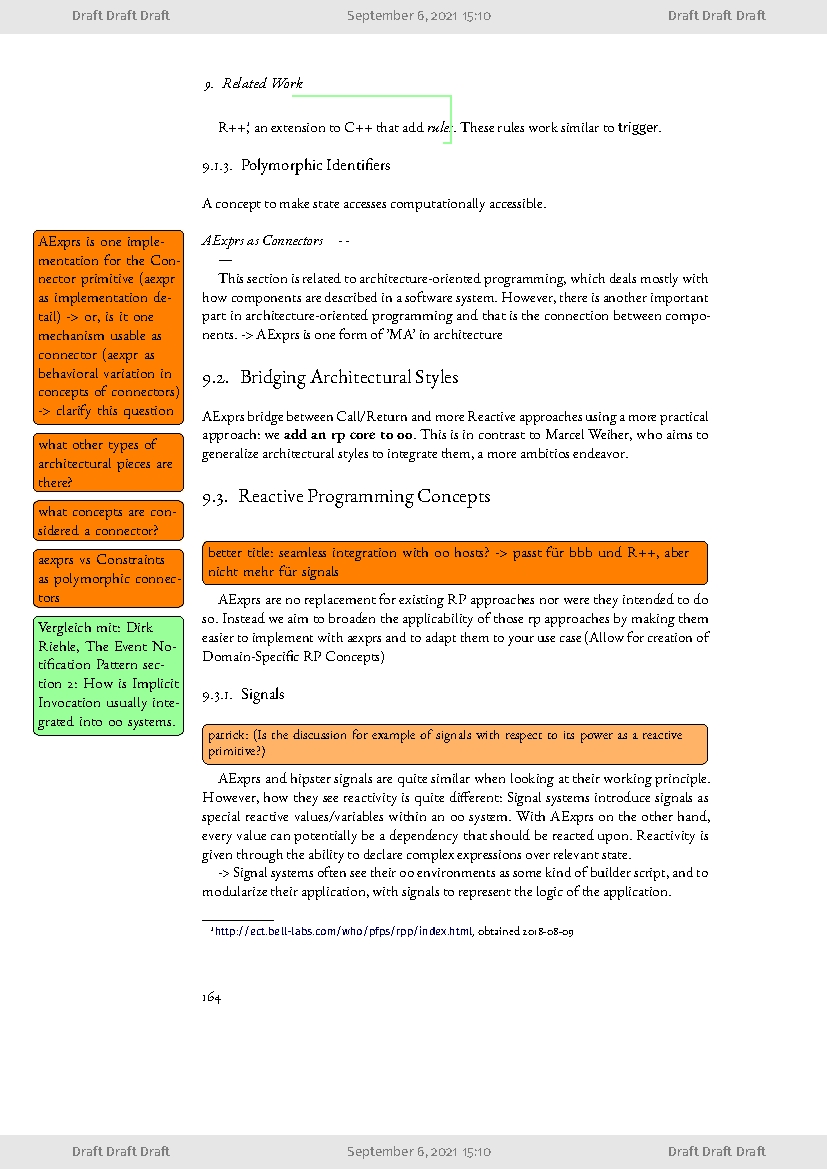 Draft Draft Draft September 6, 2021 15:10 Draft Draft Draft
9. Related Work
R++,¹ an extension to C++ that add rules. These rules work similar to trigger.
9.1.3. Polymorphic Identifiers
A concept to make state accesses computationally accessible.
AExprs as Connectors - -
—
This section is related to architecture-oriented programming, which deals mostly with
how components are described in a software system. However, there is another important
part in architecture-oriented programming and that is the connection between compo-
nents. -> AExprs is one form of 'MA' in architecture
9.2. Bridging Architectural Styles
AExprs bridge between Call/Return and more Reactive approaches using a more practical
approach: we add an rp core to oo. This is in contrast to Marcel Weiher, who aims to
generalize architectural styles to integrate them, a more ambitios endeavor.
9.3. Reactive Programming Concepts
better title: seamless integration with oo hosts? -> passt für bbb und R++, aber
nicht mehr für signals
AExprs are no replacement for existing RP approaches nor were they intended to do
so. Instead we aim to broaden the applicability of those rp approaches by making them
easier to implement with aexprs and to adapt them to your use case (Allow for creation of
Domain-Specific RP Concepts)
9.3.1. Signals
patrick: (Is the discussion for example of signals with respect to its power as a reactive
primitive?)
AExprs and hipster signals are quite similar when looking at their working principle.
However, how they see reactivity is quite different: Signal systems introduce signals as
special reactive values/variables within an oo system. With AExprs on the other hand,
every value can potentially be a dependency that should be reacted upon. Reactivity is
given through the ability to declare complex expressions over relevant state.
-> Signal systems often see their oo environments as some kind of builder script, and to
modularize their application, with signals to represent the logic of the application.
¹http://ect.bell-labs.com/who/pfps/rpp/index.html, obtained 2018-08-09
164
AExprs is one imple-
mentation for the Con-
nector primitive (aexpr
as implementation de-
tail) -> or, is it one
mechanism usable as
connector (aexpr as
behavioral variation in
concepts of connectors)
-> clarify this question
what other types of
architectural pieces are
there?
what concepts are con-
sidered a connector?
aexprs vs Constraints
as polymorphic connec-
tors
Vergleich mit: Dirk
Riehle, The Event No-
tification Pattern sec-
tion 2: How is Implicit
Invocation usually inte-
grated into oo systems.
Draft Draft Draft September 6, 2021 15:10 Draft Draft Draft